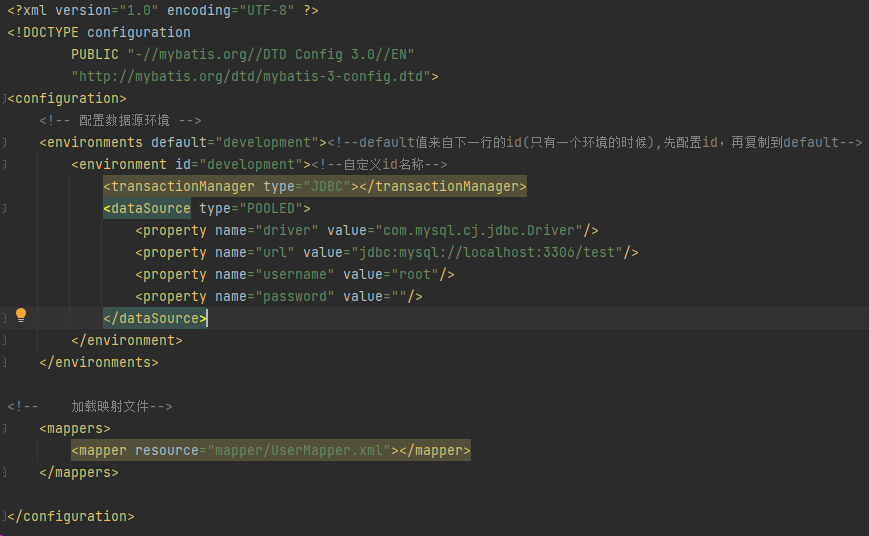 <?xml version="1.0" encoding="UTF-8" ?>
<!DOCTYPE configuration
        PUBLIC "-//mybatis.org//DTD Config 3.0//EN"
        "http://mybatis.org/dtd/mybatis-3-config.dtd">
<configuration>
    <!-- 配置数据源环境 -->
    <environments default="development"><!--default值来自下一行的id(只有一个环境的时候),先配置id，再复制到default-->
        <environment id="development"><!--自定义id名称-->
            <transactionManager type="JDBC"></transactionManager>
            <dataSource type="POOLED">
                <property name="driver" value="com.mysql.cj.jdbc.Driver"/>
                <property name="url" value="jdbc:mysql://localhost:3306/test"/>
                <property name="username" value="root"/>
                <property name="password" value=""/>
            </dataSource>
        </environment>
    </environments>
<!--    加载映射文件-->
    <mappers>
        <mapper resource="mapper/UserMapper.xml"></mapper>
    </mappers>
</configuration>